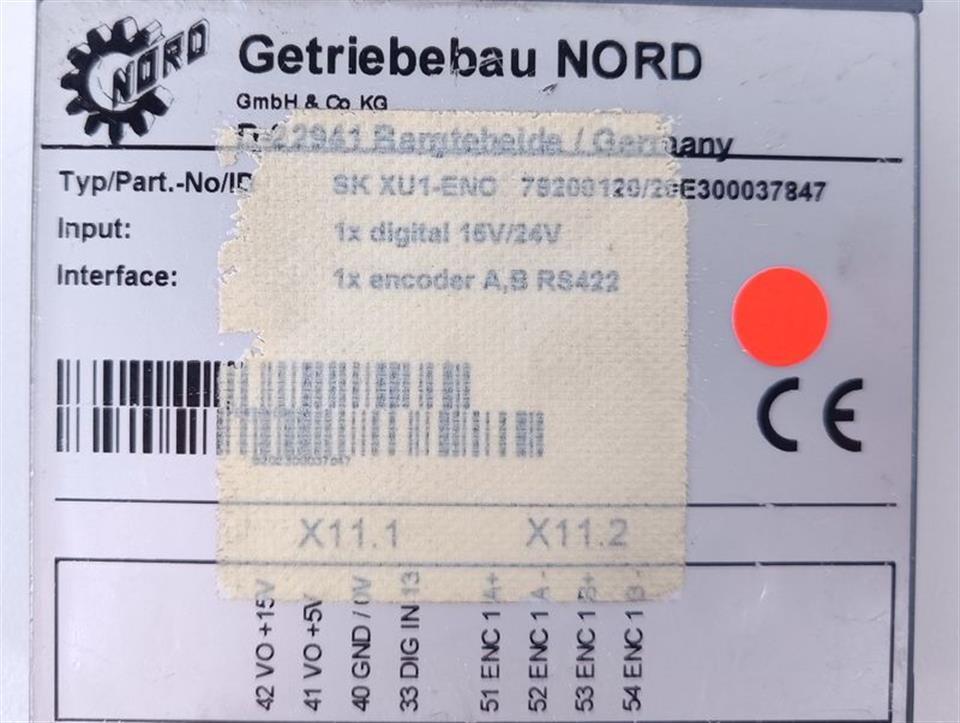 NORD
Getriebebau NORD
GmbH & Co. KG
D-22941 Bargteheide / Germany
Typ/Part.-No/ID SK XU1-ENC 78200120/20E300037847
Input: 1x digital 15V/24V
Interface: 1x encoder A,B RS422
CE
X11.1 X11.2
42 VO +15V
41 VO +5V
40 GND / 0V
33 DIG IN 13
51 ENC 1 A+
52 ENC 1 A -
53 ENC 1 B+
54 ENC 1 B -